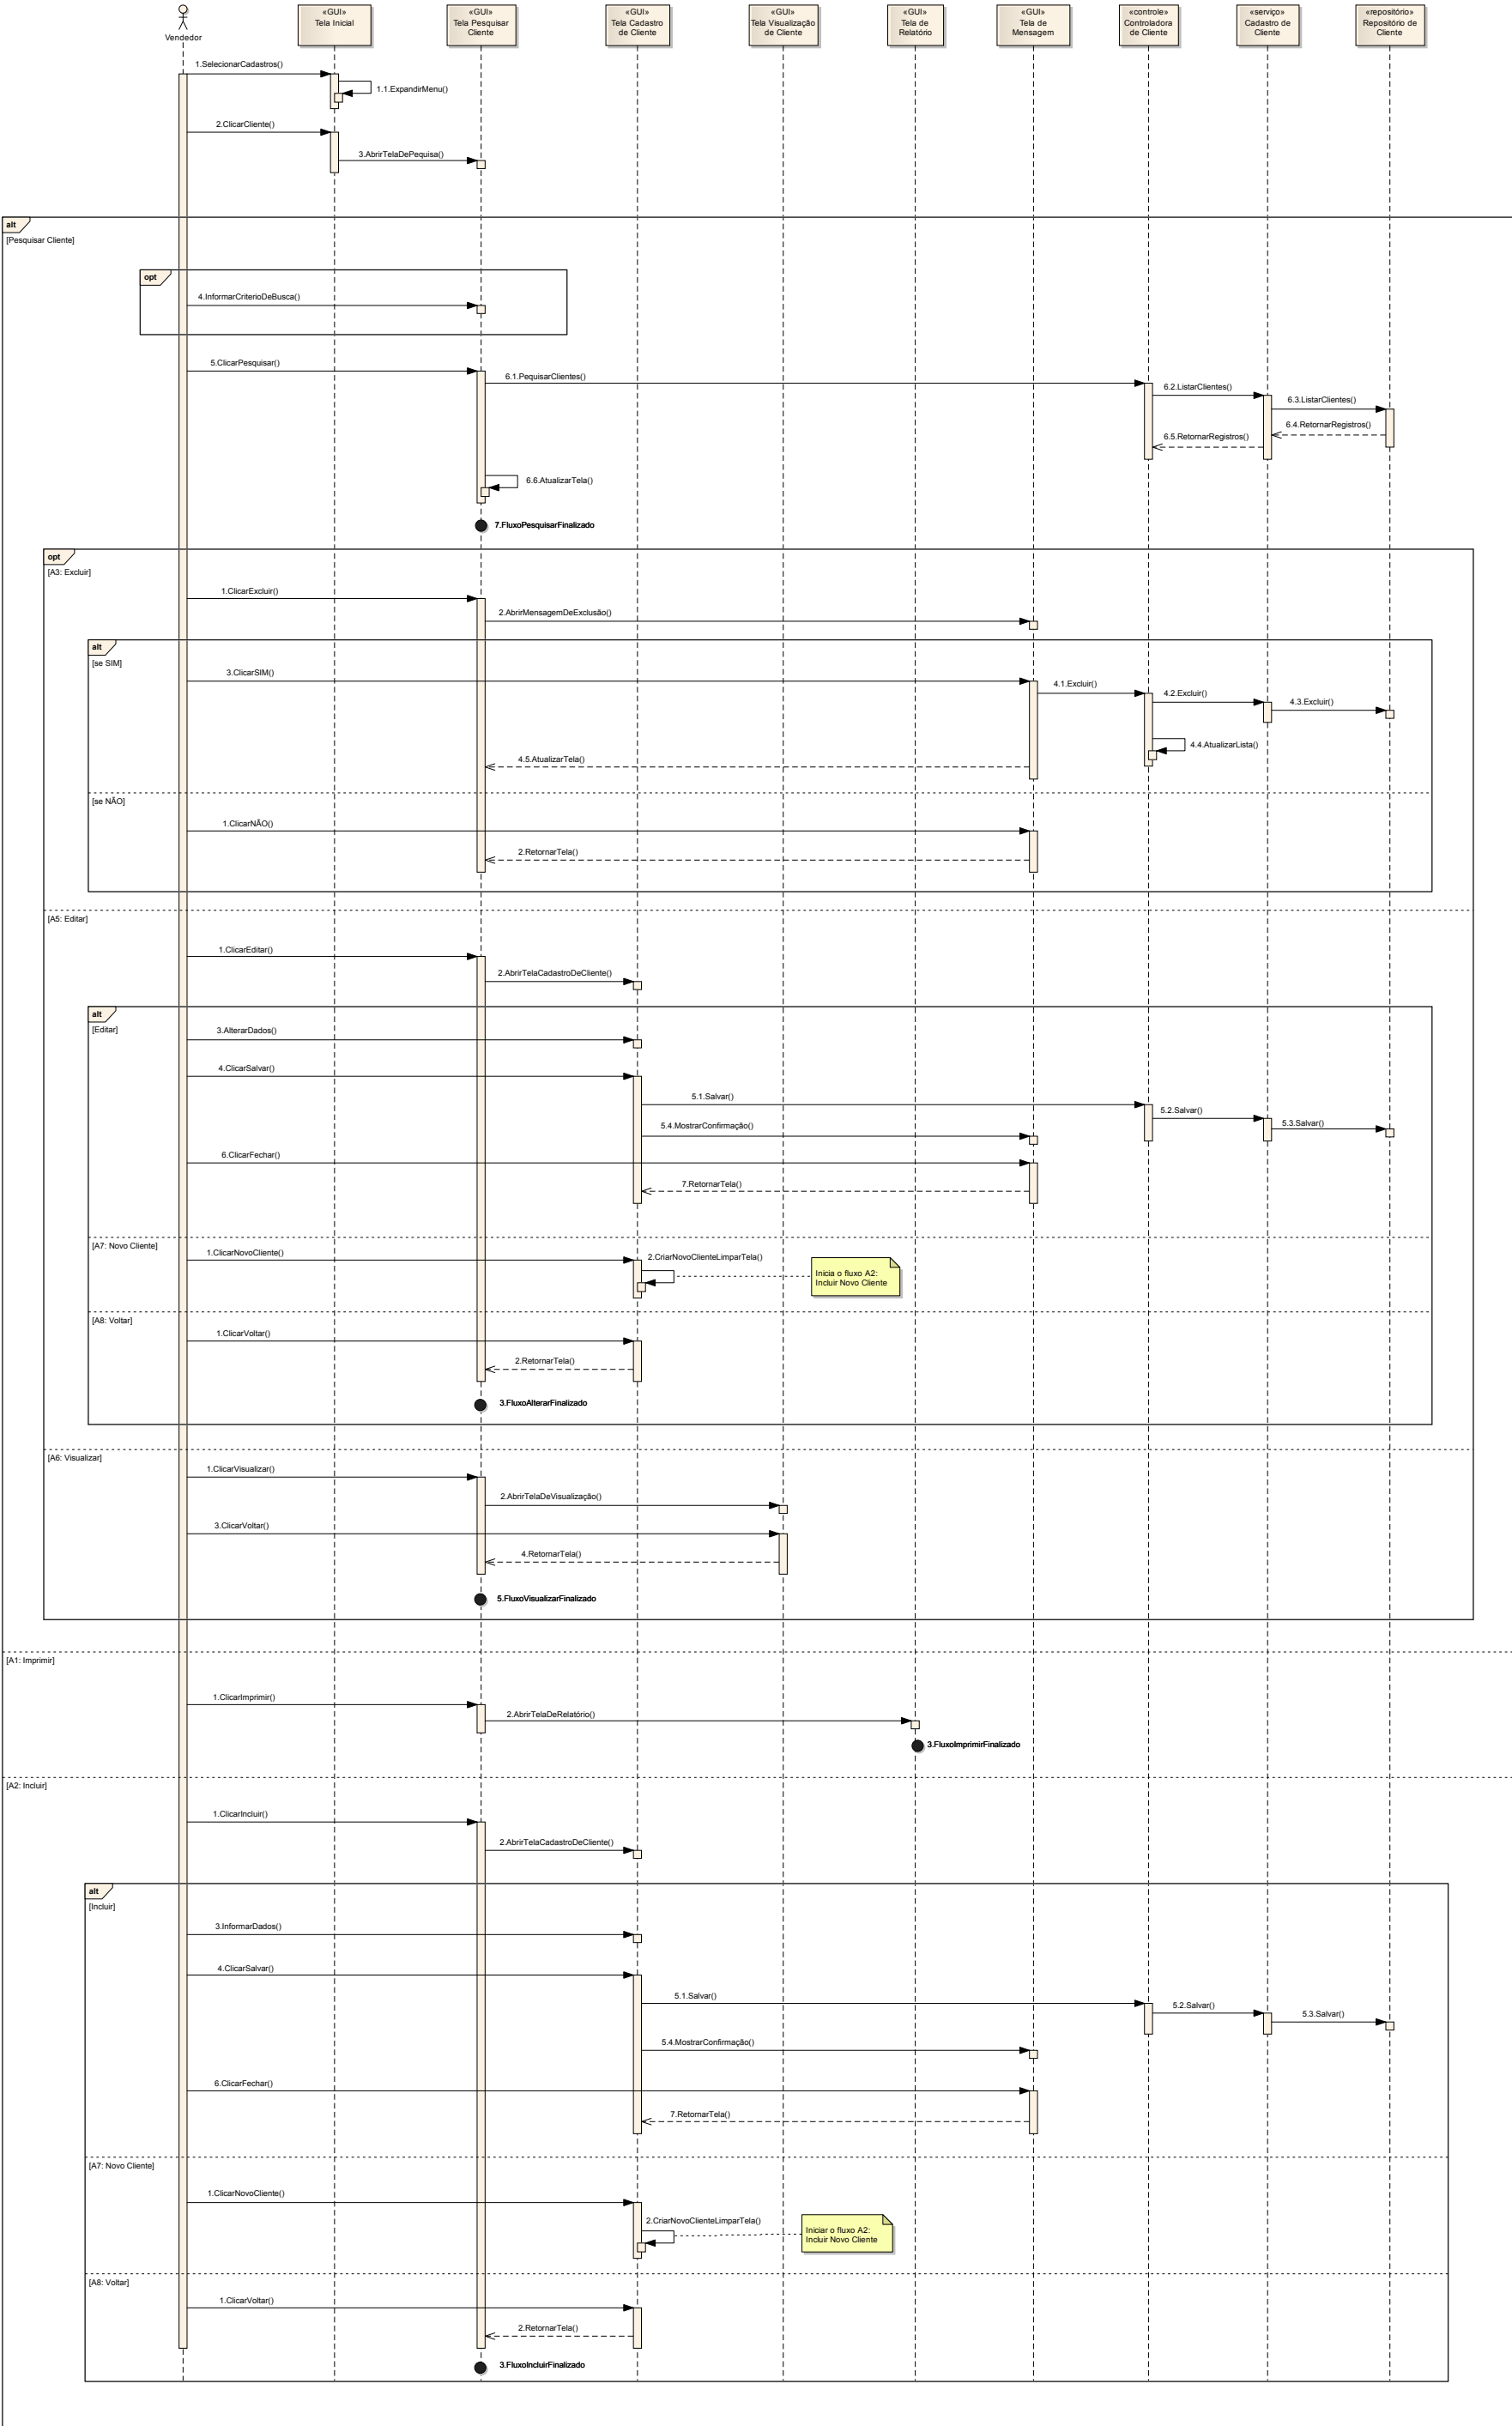 Vendedor
«GUI»
Tela Inicial
«GUI»
Tela Pesquisar
Cliente
«GUI»
Tela Cadastro
de Cliente
«GUI»
Tela Visualização
de Cliente
«GUI»
Tela de
Relatório
«GUI»
Tela de
Mensagem
«controle»
Controladora
de Cliente
«serviço»
Cadastro de
Cliente
«repositório»
Repositório de
Cliente
1.SelecionarCadastros()
1.1.ExpandirMenu()
2.ClicarCliente()
3.AbrirTelaDePequisa()
alt
[Pesquisar Cliente]
opt
4.InformarCriterioDeBusca()
5.ClicarPesquisar()
6.1.PequisarClientes()
6.2.ListarClientes()
6.3.ListarClientes()
6.4.RetornarRegistros()
6.5.RetornarRegistros()
6.6.AtualizarTela()
7.FluxoPesquisarFinalizado
opt
[A3: Excluir]
1.ClicarExcluir()
2.AbrirMensagemDeExclusão()
alt
[se SIM]
3.ClicarSIM()
4.1.Excluir()
4.2.Excluir()
4.3.Excluir()
4.4.AtualizarLista()
4.5.AtualizarTela()
[se NÃO]
1.ClicarNÃO()
2.RetornarTela()
[A5: Editar]
1.ClicarEditar()
2.AbrirTelaCadastroDeCliente()
alt
[Editar]
3.AlterarDados()
4.ClicarSalvar()
5.1.Salvar()
5.2.Salvar()
5.3.Salvar()
5.4.MostrarConfirmação()
6.ClicarFechar()
7.RetornarTela()
[A7: Novo Cliente]
1.ClicarNovoCliente()
2.CriarNovoClienteLimparTela()
Inicia o fluxo A2:
Incluir Novo Cliente
[A8: Voltar]
1.ClicarVoltar()
2.RetornarTela()
3.FluxoAlterarFinalizado
[A6: Visualizar]
1.ClicarVisualizar()
2.AbrirTelaDeVisualização()
3.ClicarVoltar()
4.RetornarTela()
5.FluxoVisualizarFinalizado
[A1: Imprimir]
1.ClicarImprimir()
2.AbrirTelaDeRelatório()
3.FluxoImprimirFinalizado
[A2: Incluir]
1.ClicarIncluir()
2.AbrirTelaCadastroDeCliente()
alt
[Incluir]
3.InformarDados()
4.ClicarSalvar()
5.1.Salvar()
5.2.Salvar()
5.3.Salvar()
5.4.MostrarConfirmação()
6.ClicarFechar()
7.RetornarTela()
[A7: Novo Cliente]
1.ClicarNovoCliente()
2.CriarNovoClienteLimparTela()
Iniciar o fluxo A2:
Incluir Novo Cliente
[A8: Voltar]
1.ClicarVoltar()
2.RetornarTela()
3.FluxoIncluirFinalizado